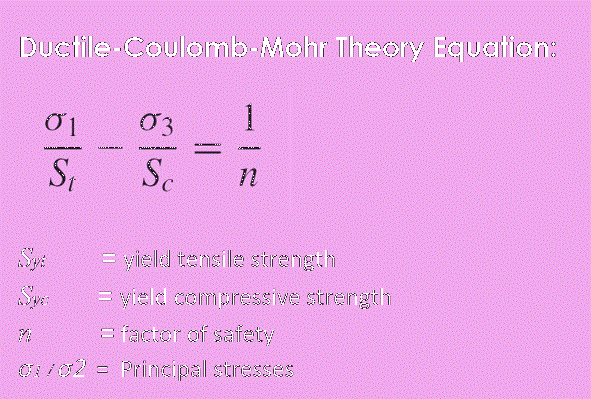 Ductile-Coulomb-Mohr Theory Equation:
σ1/St − σ3/Sc = 1/n
Syt = yield tensile strength
Syc = yield compressive strength
n = factor of safety
σ1 / σ2 = Principal stresses